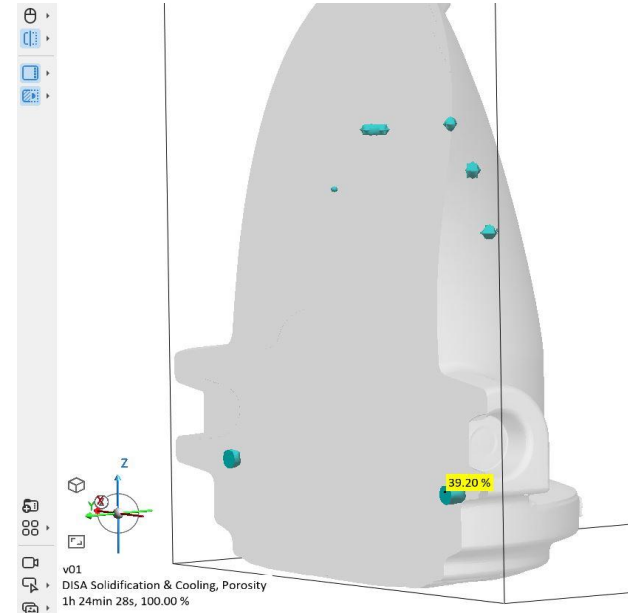 39.20 %
Z
Y
X
v01
DISA Solidification & Cooling, Porosity
1h 24min 28s, 100.00 %